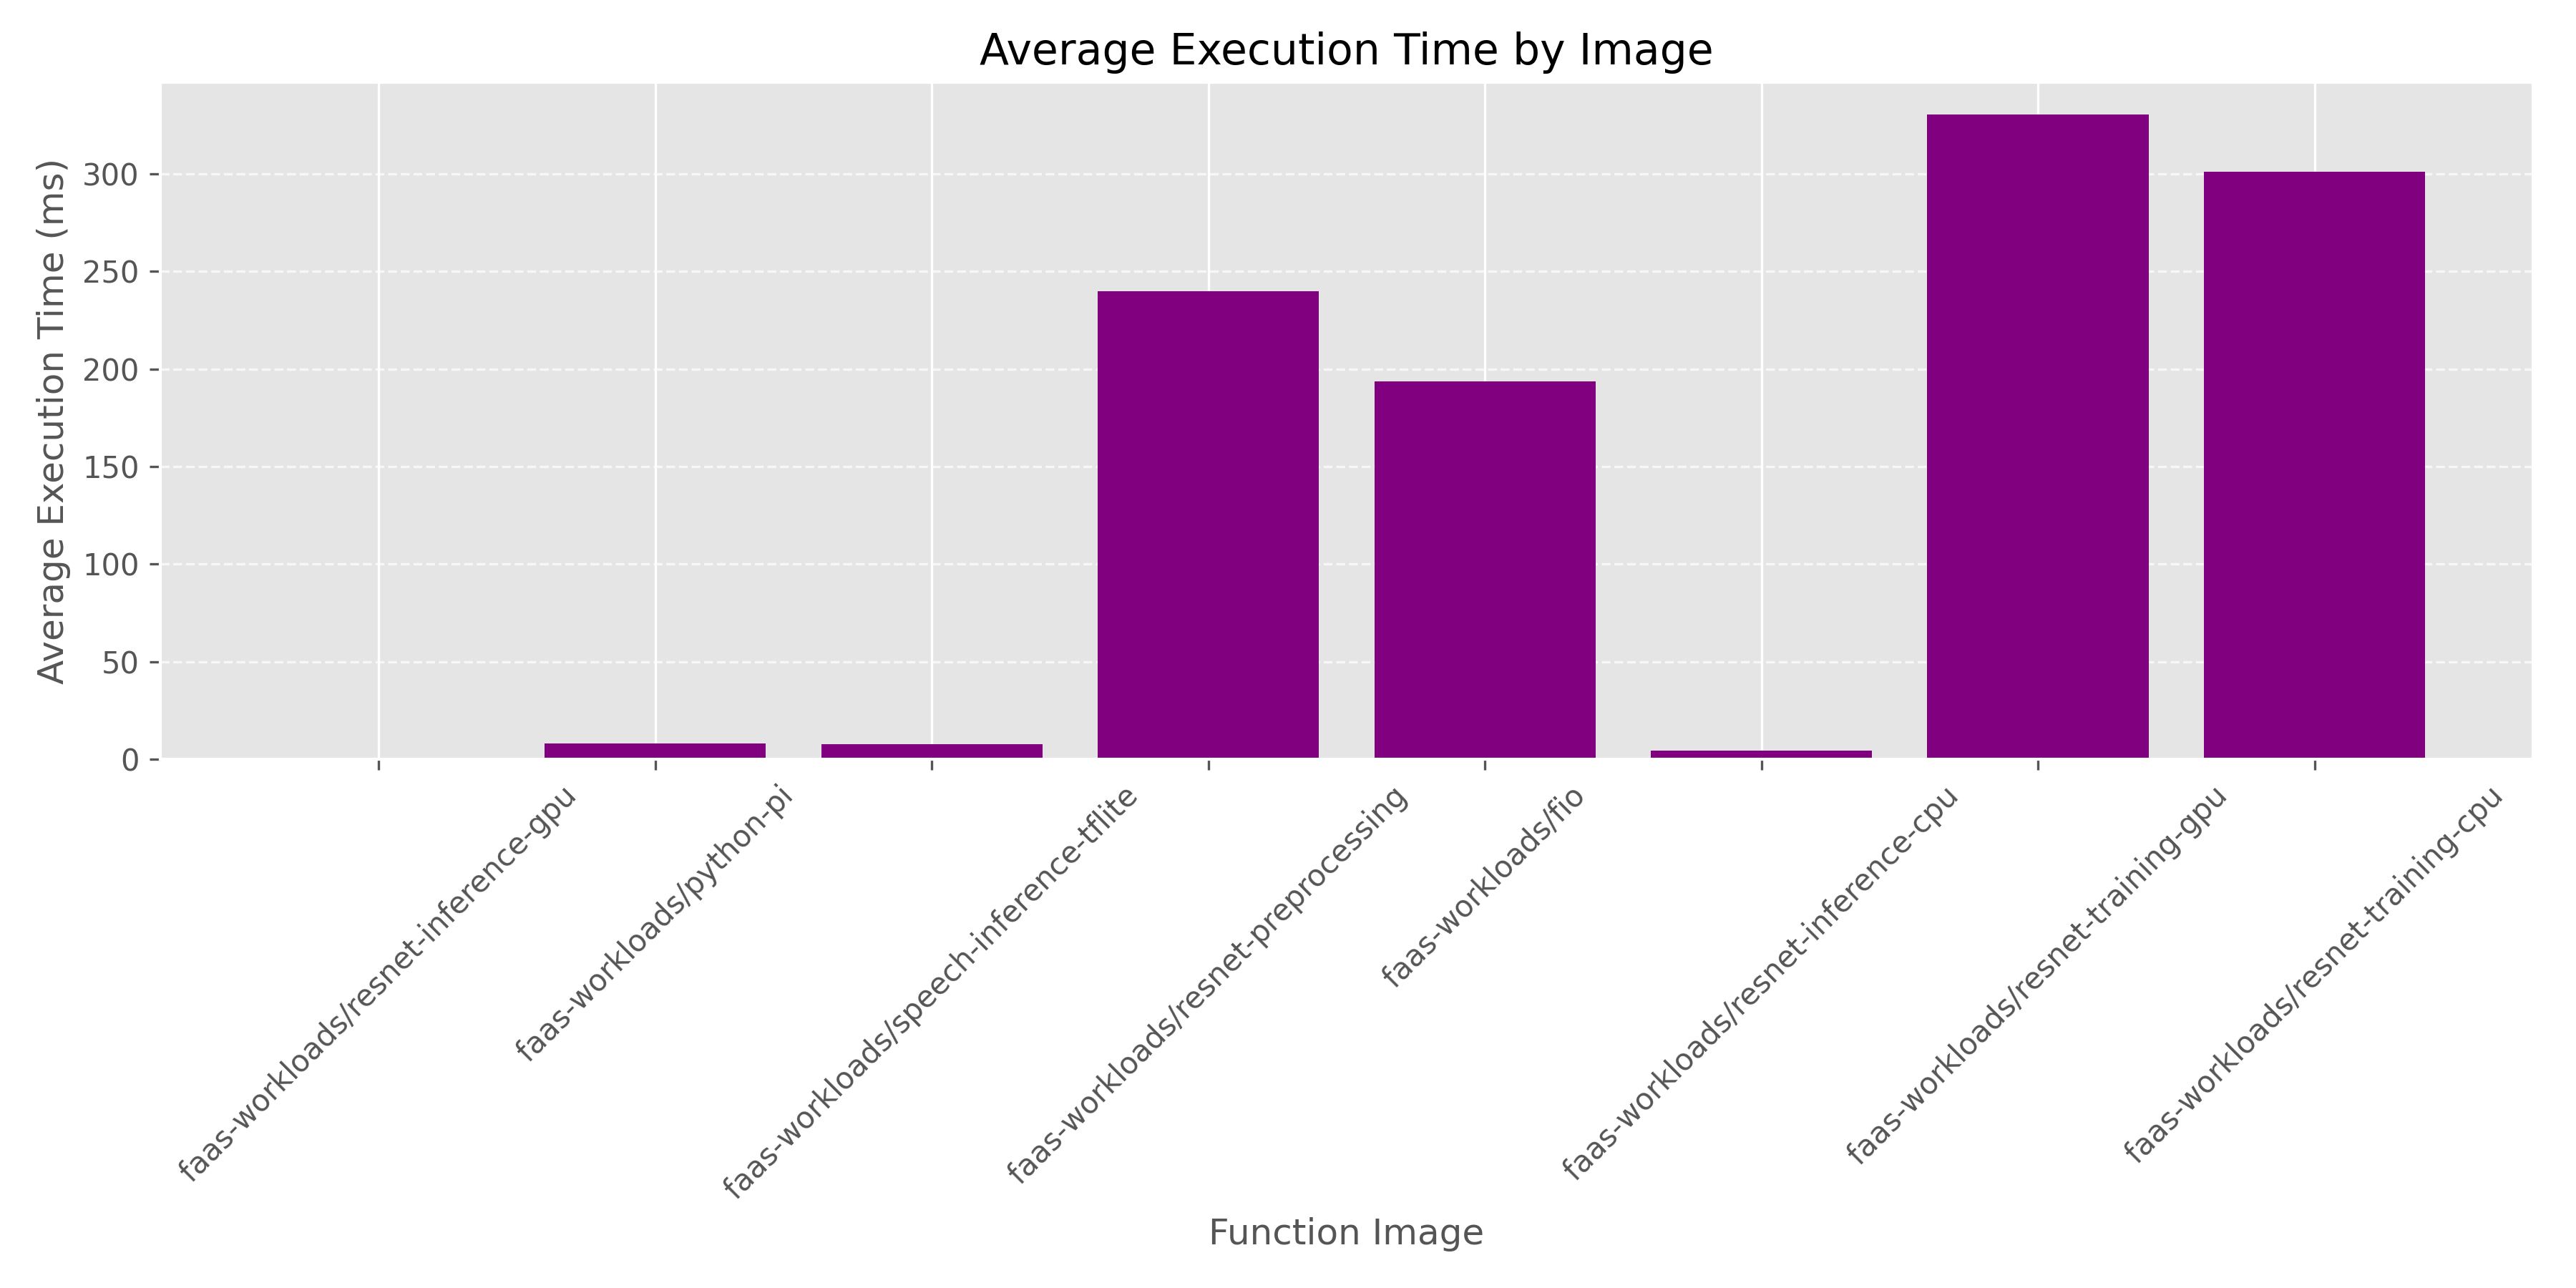 Average Execution Time by Image
Average Execution Time (ms)
300
250
200
150
100
50
0
faas-workloads/resnet-inference-gpu
faas-workloads/python-pi
faas-workloads/speech-inference-tflite
faas-workloads/resnet-preprocessing
faas-workloads/fio
faas-workloads/resnet-inference-cpu
faas-workloads/resnet-training-gpu
faas-workloads/resnet-training-cpu
Function Image